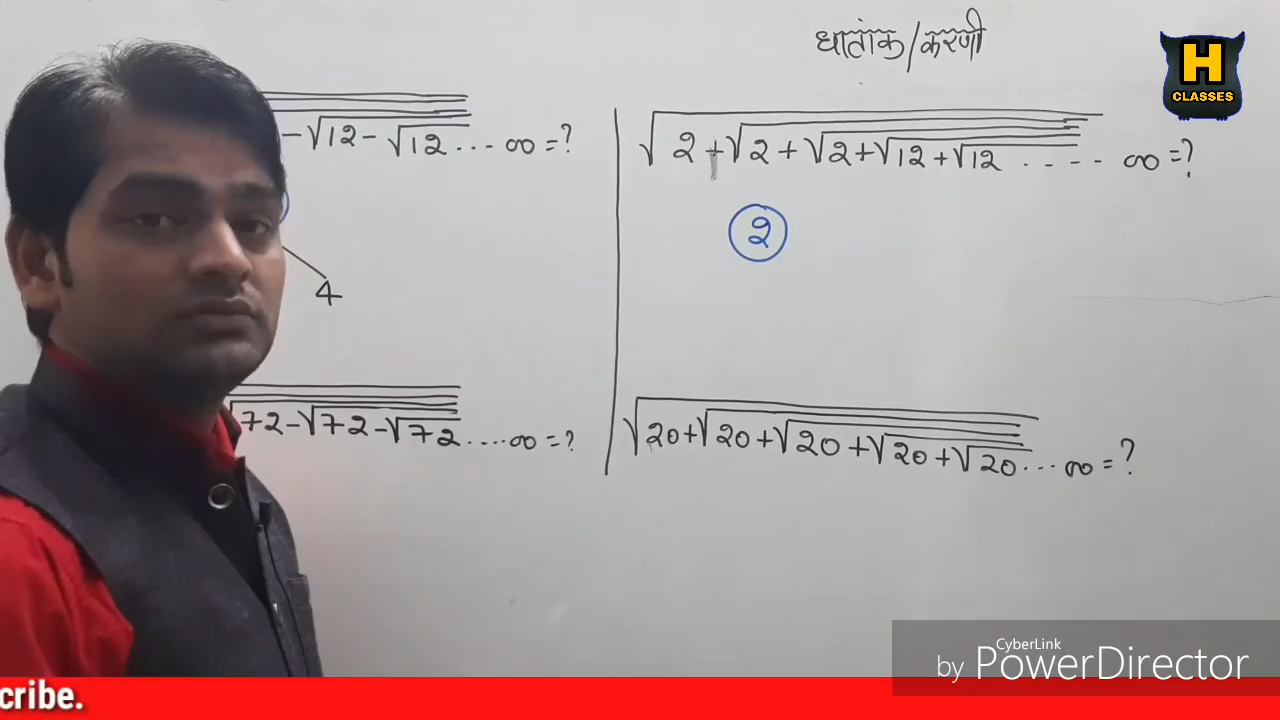 घातांक/करणी
H
CLASSES
-√12-√12... ∞=?
√2+√2+√2+√12+√12 ..... ∞=?
2
4
√72-√72-√72....∞=?
√20+√20+√20+√20+√20... ∞=?
CyberLink
by PowerDirector
cribe.